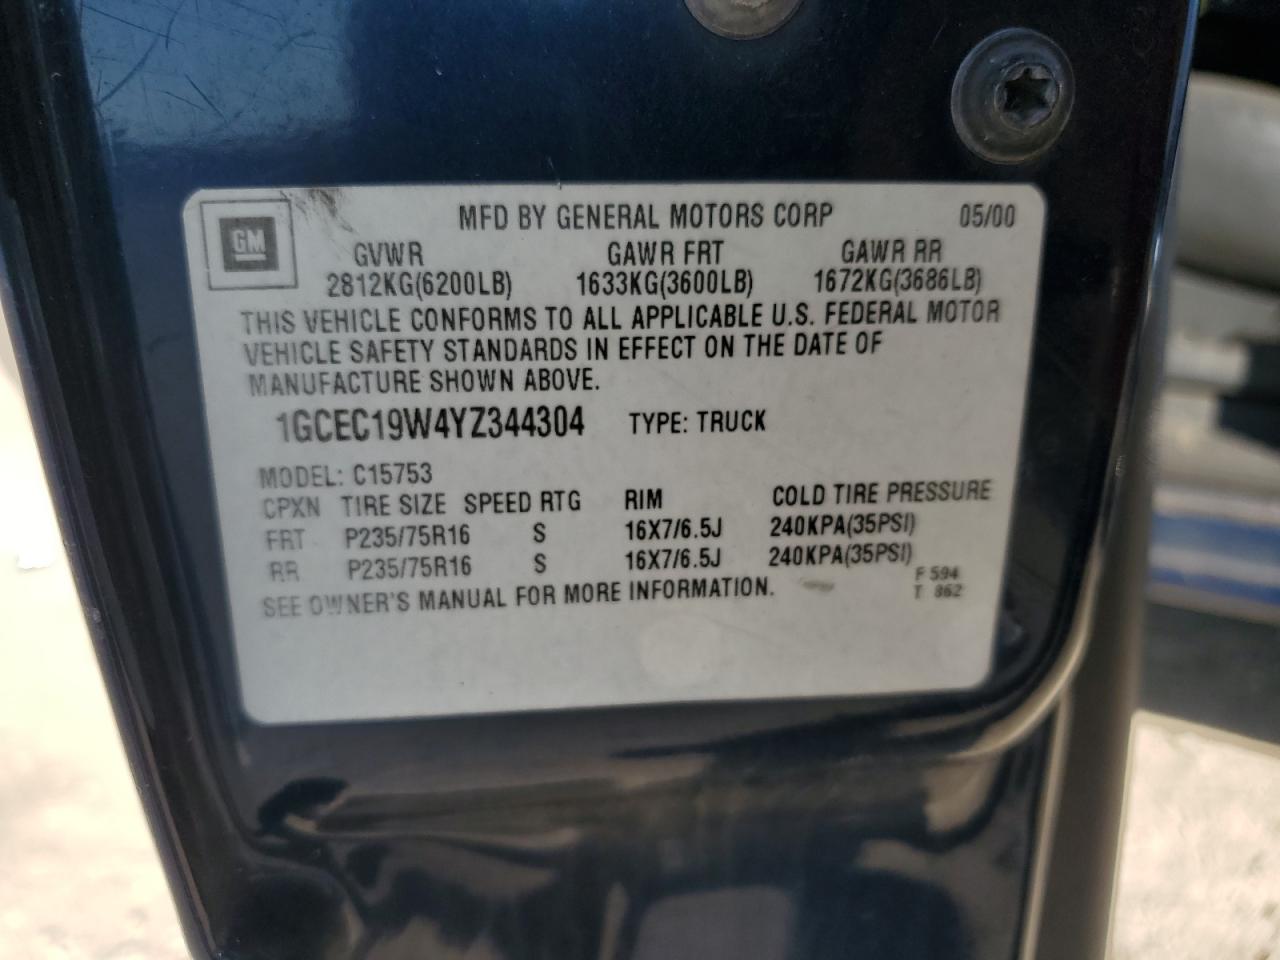 MFD BY GENERAL MOTORS CORP 05/00
GM
GVWR GAWR FRT GAWR RR
2812KG(6200LB) 1633KG(3600LB) 1672KG(3686LB)
THIS VEHICLE CONFORMS TO ALL APPLICABLE U.S. FEDERAL MOTOR
VEHICLE SAFETY STANDARDS IN EFFECT ON THE DATE OF
MANUFACTURE SHOWN ABOVE.
1GCEC19W4YZ344304 TYPE: TRUCK
MODEL: C15753
CPXN TIRE SIZE SPEED RTG RIM COLD TIRE PRESSURE
FRT P235/75R16 S 16X7/6.5J 240KPA(35PSI)
RR P235/75R16 S 16X7/6.5J 240KPA(35PSI)
SEE OWNER'S MANUAL FOR MORE INFORMATION.
F 594
T 862